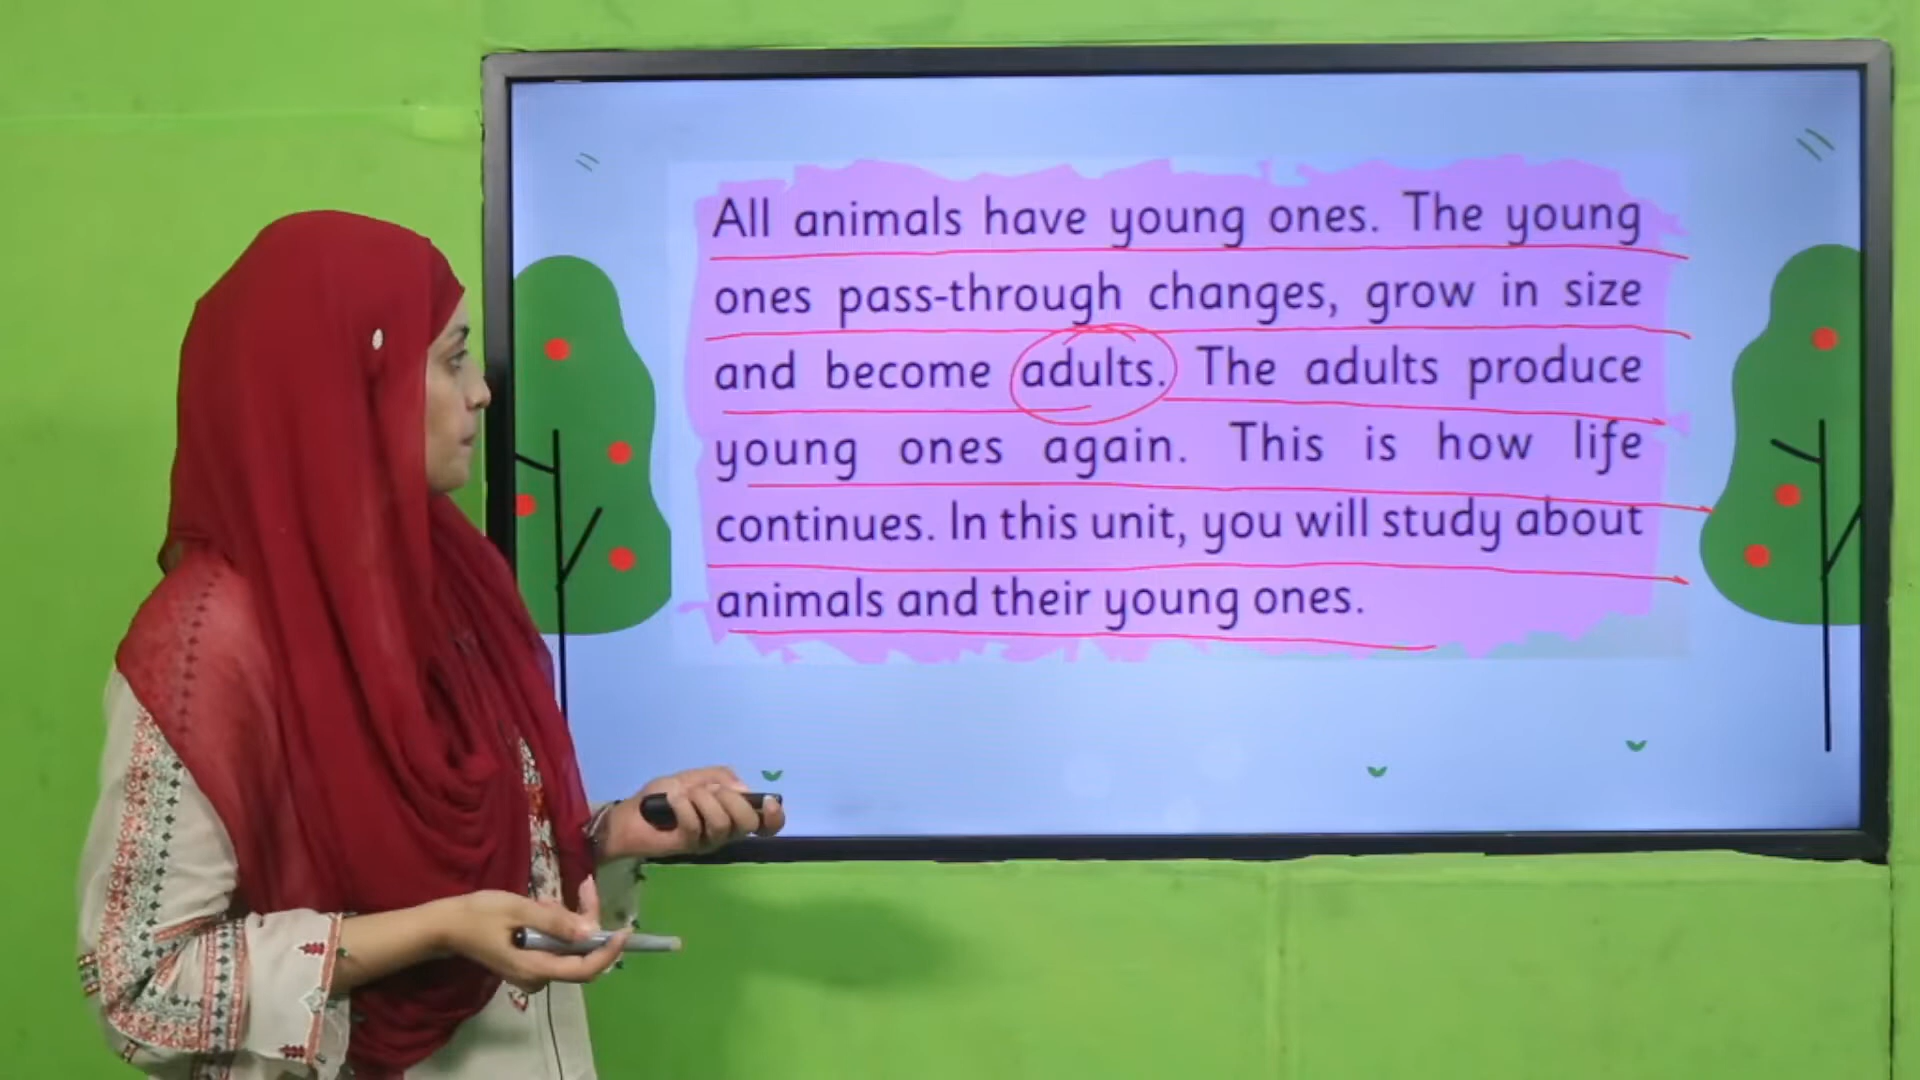 All animals have young ones. The young
ones pass-through changes, grow in size
and become adults. The adults produce
young ones again. This is how life
continues. In this unit, you will study about
animals and their young ones.